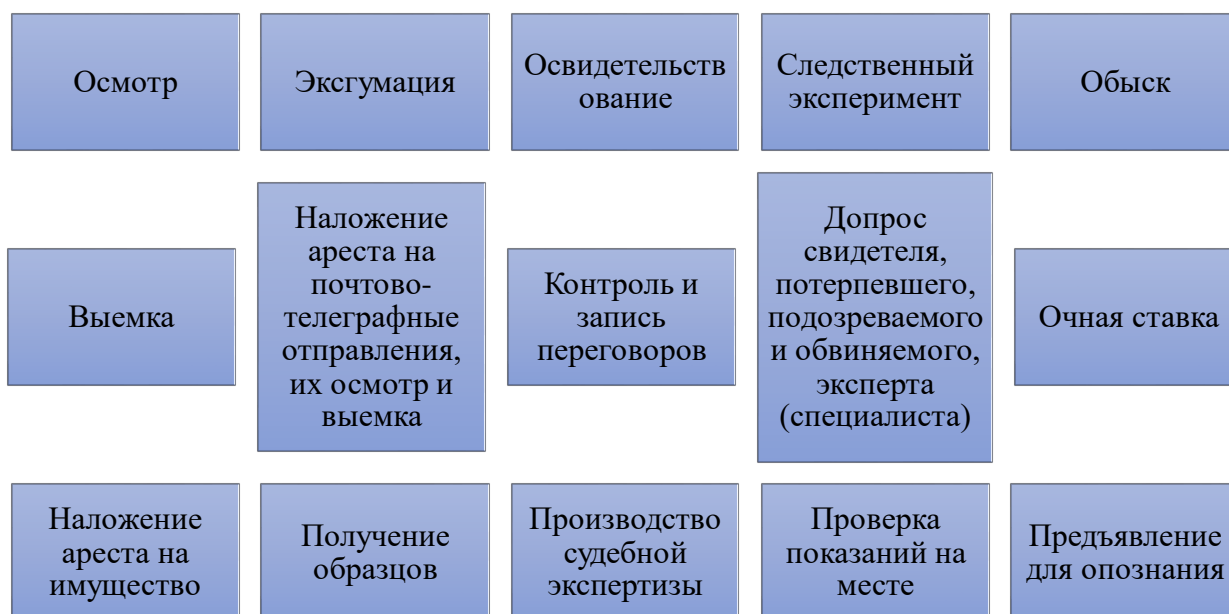 Осмотр
Эксгумация
Освидетельств
ование
Следственный
эксперимент
Обыск
Выемка
Наложение
ареста на
почтово-
телеграфные
отправления,
их осмотр и
выемка
Контроль и
запись
переговоров
Допрос
свидетеля,
потерпевшего,
подозреваемого
и обвиняемого,
эксперта
(специалиста)
Очная ставка
Наложение
ареста на
имущество
Получение
образцов
Производство
судебной
экспертизы
Проверка
показаний на
месте
Предъявление
для опознания